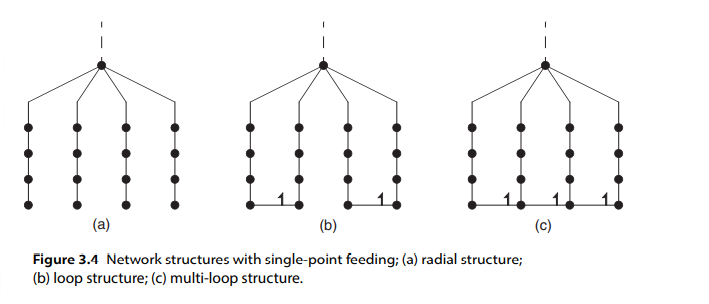 1 1 1 1 1
(a) (b) (c)
Figure 3.4 Network structures with single-point feeding; (a) radial structure;
(b) loop structure; (c) multi-loop structure.